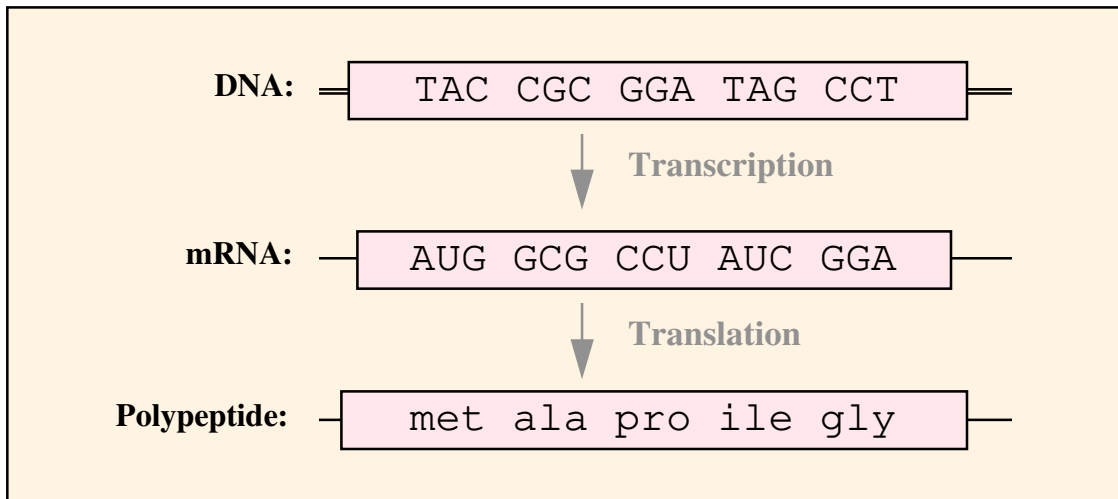 DNA: TAC CGC GGA TAG CCT
Transcription
mRNA: AUG GCG CCU AUC GGA
Translation
Polypeptide: met ala pro ile gly